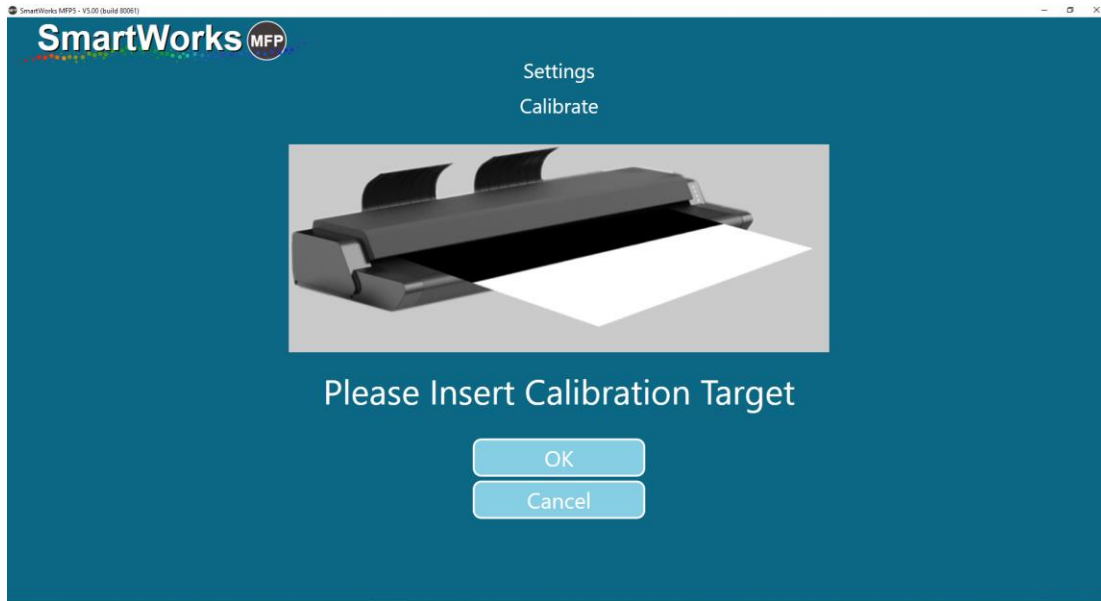 SmartWorks MFP5 - V5.00 (build 80061)
SmartWorks MFP
Settings
Calibrate
Please Insert Calibration Target
OK
Cancel